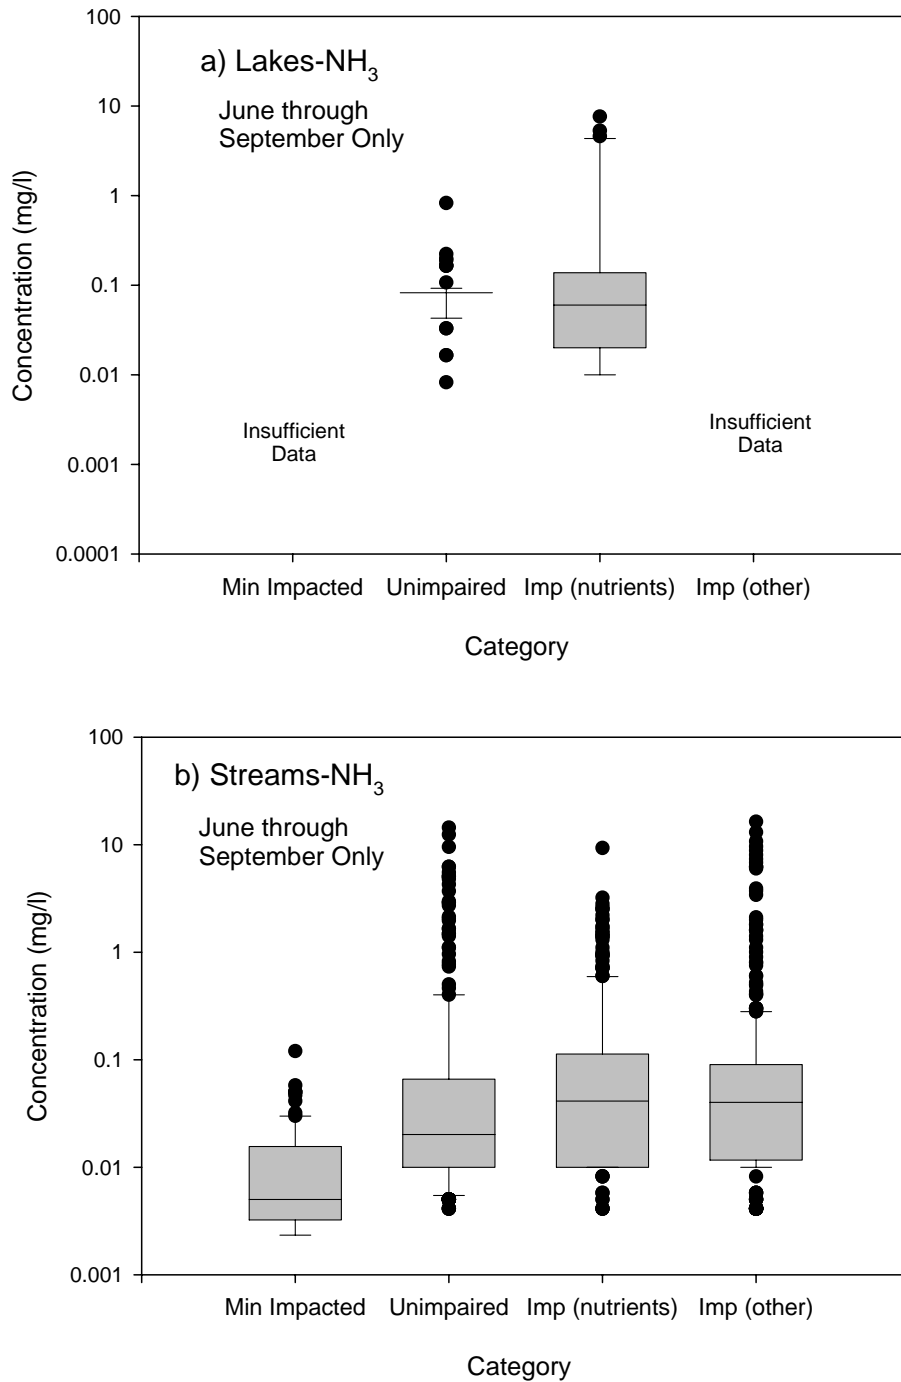 a) Lakes-NH3
June through
September Only
Concentration (mg/l)
100
10
1
0.1
0.01
0.001
0.0001
Insufficient
Data
Insufficient
Data
Min Impacted
Unimpaired
Imp (nutrients)
Imp (other)
Category
b) Streams-NH3
June through
September Only
Concentration (mg/l)
100
10
1
0.1
0.01
0.001
Min Impacted
Unimpaired
Imp (nutrients)
Imp (other)
Category